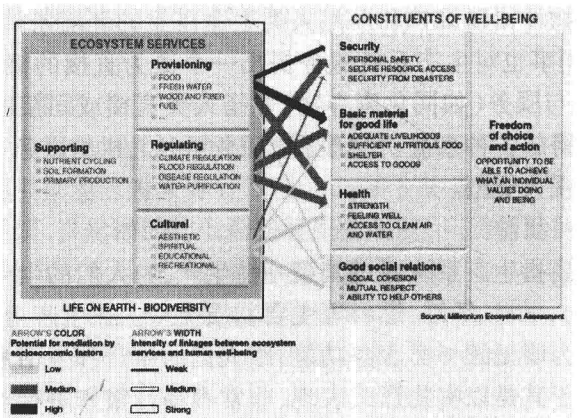 CONSTITUENTS OF WELL-BEING
ECOSYSTEM SERVICES
Provisioning
FOOD
FRESH WATER
WOOD AND FIBER
FUEL
...
Supporting
NUTRIENT CYCLING
SOIL FORMATION
PRIMARY PRODUCTION
...
Regulating
CLIMATE REGULATION
FLOOD REGULATION
DISEASE REGULATION
WATER PURIFICATION
...
Cultural
AESTHETIC
SPIRITUAL
EDUCATIONAL
RECREATIONAL
...
LIFE ON EARTH - BIODIVERSITY
Security
PERSONAL SAFETY
SECURE RESOURCE ACCESS
SECURITY FROM DISASTERS
Basic material
for good life
ADEQUATE LIVELIHOODS
SUFFICIENT NUTRITIOUS FOOD
SHELTER
ACCESS TO GOODS
Health
STRENGTH
FEELING WELL
ACCESS TO CLEAN AIR
AND WATER
Good social relations
SOCIAL COHESION
MUTUAL RESPECT
ABILITY TO HELP OTHERS
Freedom
of choice
and action
OPPORTUNITY TO BE
ABLE TO ACHIEVE
WHAT AN INDIVIDUAL
VALUES DOING
AND BEING
Source: Millennium Ecosystem Assessment
ARROW'S COLOR
Potential for mediation by
socioeconomic factors
Low
Medium
High
ARROW'S WIDTH
Intensity of linkages between ecosystem
services and human well-being
Weak
Medium
Strong